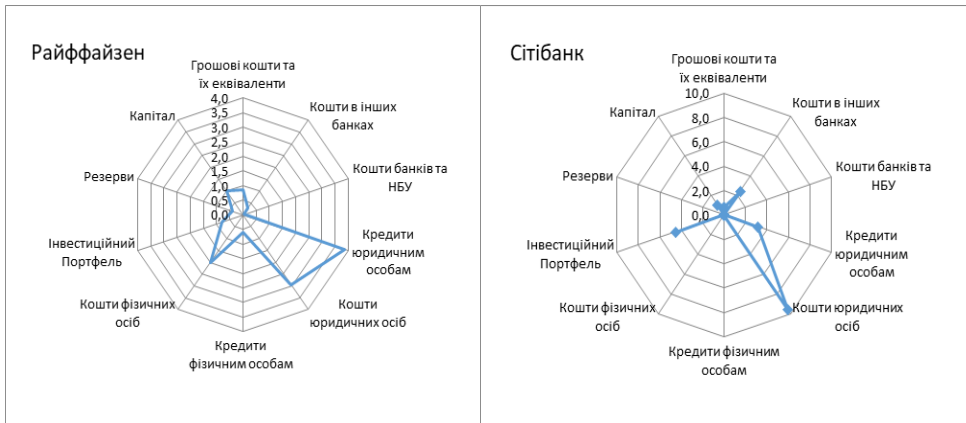 Райффайзен
Грошові кошти та
їх еквіваленти
4,0
3,5
3,0
2,5
2,0
1,5
1,0
0,5
0,0
Кошти в інших
банках
Кошти банків та
НБУ
Кредити
юридичним
особам
Кошти
юридичних осіб
Кредити
фізичним особам
Кошти фізичних
осіб
Інвестиційний
Портфель
Резерви
Капітал
Сітібанк
Грошові кошти та
їх еквіваленти
10,0
8,0
6,0
4,0
2,0
0,0
Кошти в інших
банках
Кошти банків та
НБУ
Кредити
юридичним
особам
Кошти юридичних
осіб
Кредити фізичним
особам
Кошти фізичних
осіб
Інвестиційний
Портфель
Резерви
Капітал